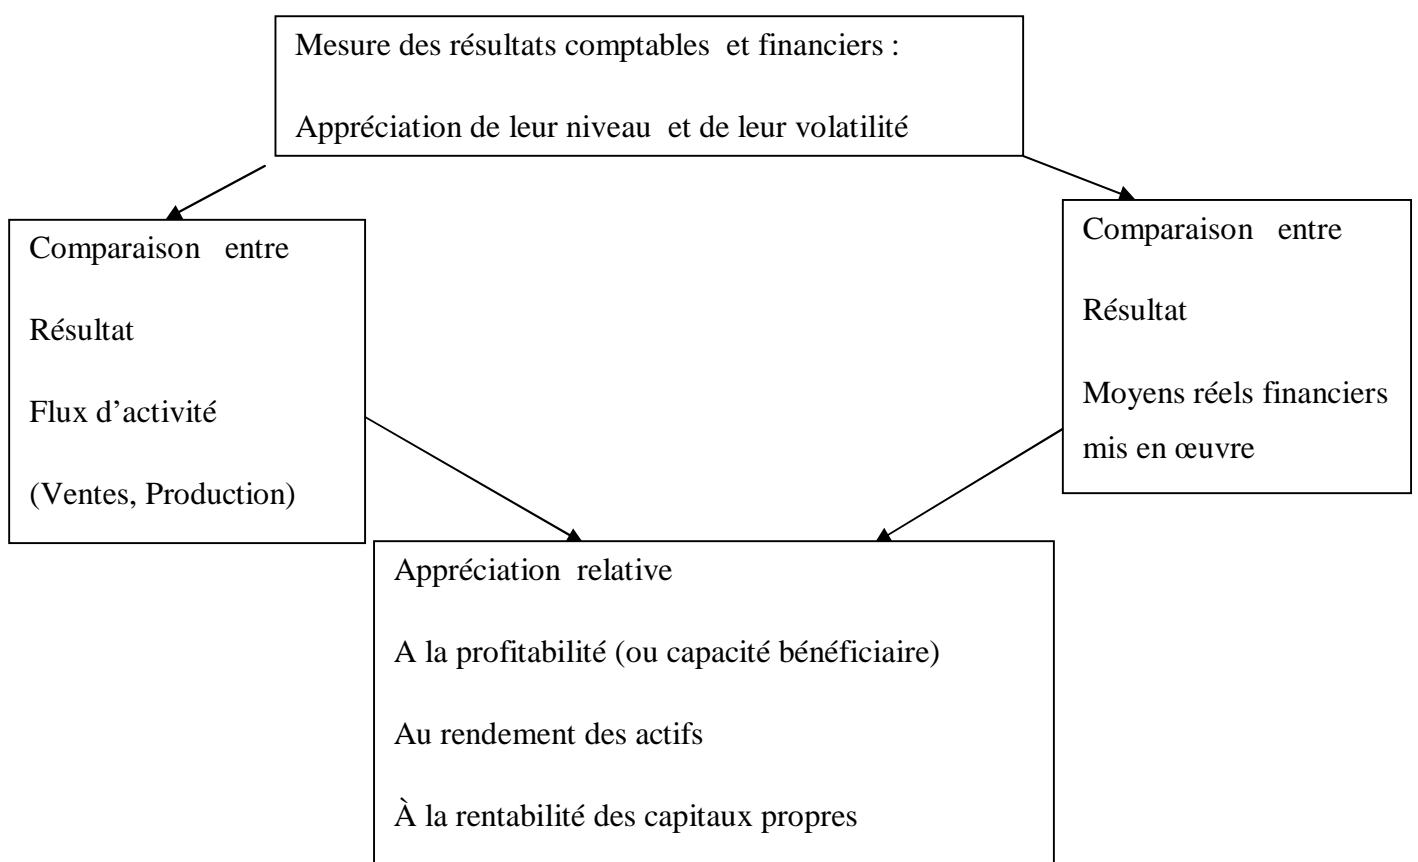 Mesure des résultats comptables et financiers :
Appréciation de leur niveau et de leur volatilité
Comparaison entre
Résultat
Flux d’activité
(Ventes, Production)
Comparaison entre
Résultat
Moyens réels financiers
mis en œuvre
Appréciation relative
A la profitabilité (ou capacité bénéficiaire)
Au rendement des actifs
À la rentabilité des capitaux propres